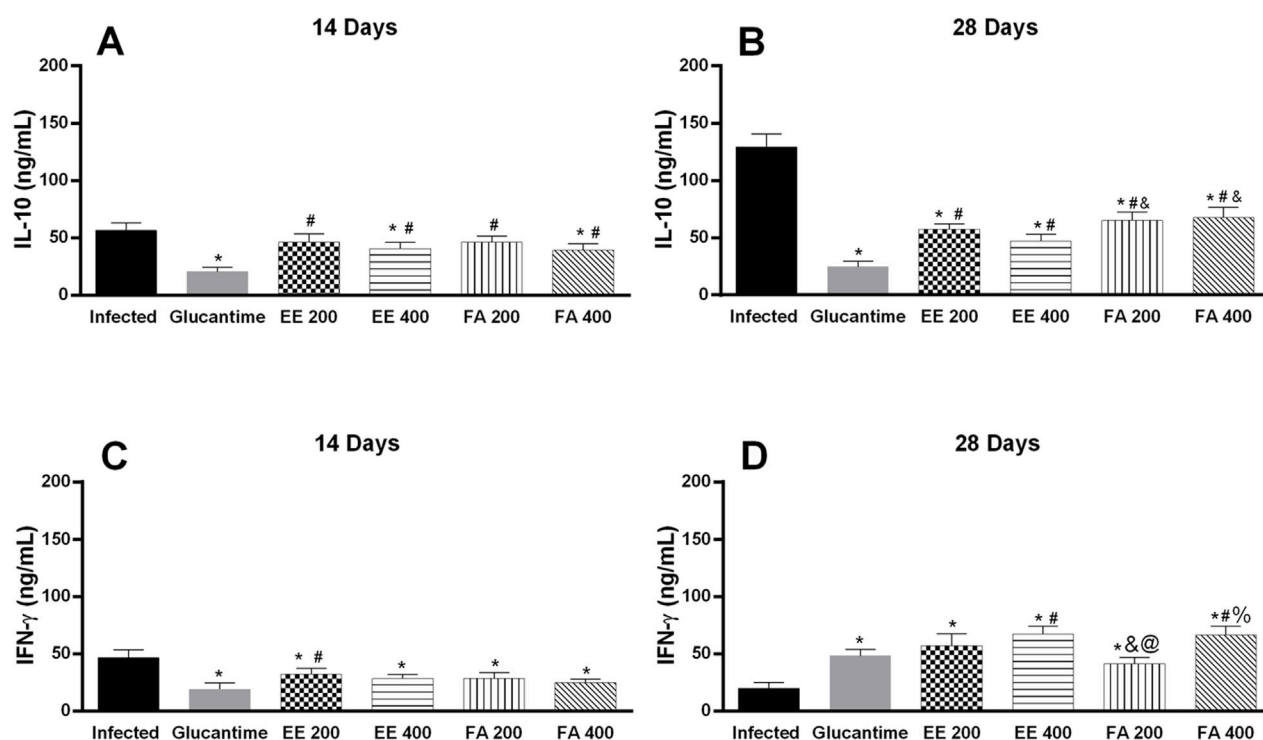 A
14 Days
IL-10 (ng/mL)
200
150
100
50
0
*
#
* #
#
* #
Infected
Glucantime
EE 200
EE 400
FA 200
FA 400
B
28 Days
IL-10 (ng/mL)
200
150
100
50
0
*
* #
* #
* #&
* # &
Infected
Glucantime
EE 200
EE 400
FA 200
FA 400
C
14 Days
IFN-γ (ng/mL)
200
150
100
50
0
*
* #
*
*
*
Infected
Glucantime
EE 200
EE 400
FA 200
FA 400
D
28 Days
IFN-γ (ng/mL)
200
150
100
50
0
*
*
* #
*&@
*#%
Infected
Glucantime
EE 200
EE 400
FA 200
FA 400